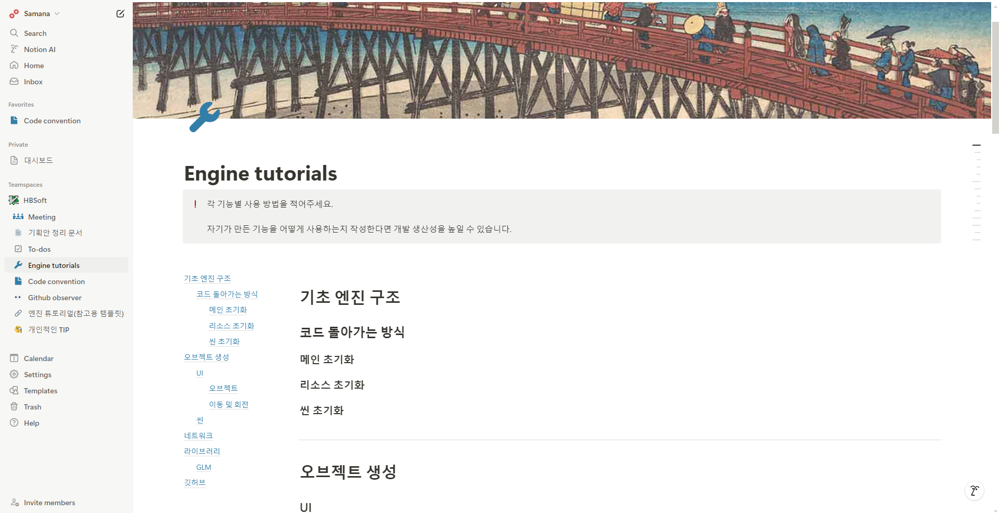 Samana
Search
Notion AI
Home
Inbox
Favorites
Code convention
Private
대시보드
Teamspaces
HBSoft
Meeting
기획안 정리 문서
To-dos
Engine tutorials
Code convention
Github observer
엔진 튜토리얼(참고용 템플릿)
개인적인 TIP
Calendar
Settings
Templates
Trash
Help
Invite members
Engine tutorials
각 기능별 사용 방법을 적어주세요.
자기가 만든 기능을 어떻게 사용하는지 작성한다면 개발 생산성을 높일 수 있습니다.
기초 엔진 구조
코드 돌아가는 방식
메인 초기화
리소스 초기화
씬 초기화
오브젝트 생성
UI
오브젝트
이동 및 회전
씬
네트워크
라이브러리
GLM
깃허브
기초 엔진 구조
코드 돌아가는 방식
메인 초기화
리소스 초기화
씬 초기화
오브젝트 생성
UI